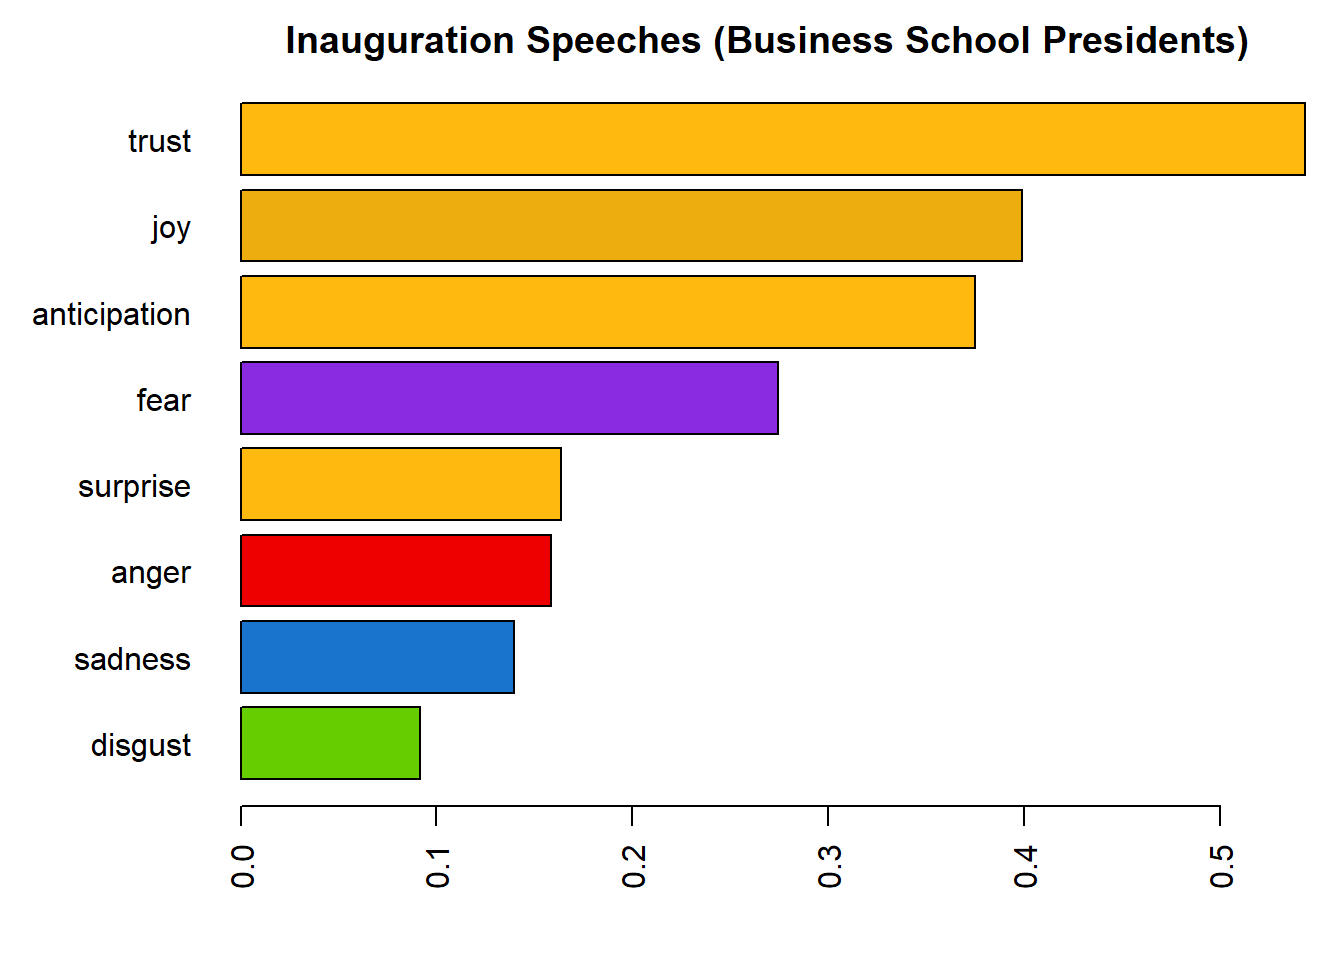 Inauguration Speeches (Business School Presidents)
trust
joy
anticipation
fear
surprise
anger
sadness
disgust
0.0 0.1 0.2 0.3 0.4 0.5